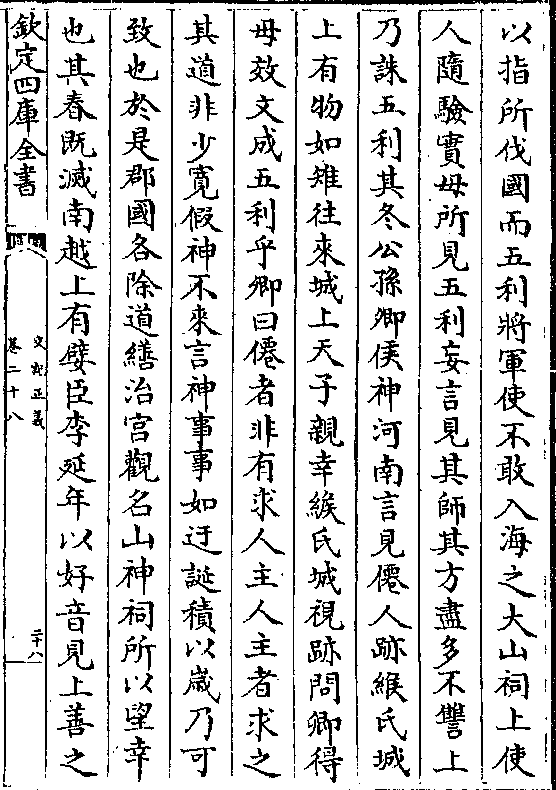 以指所伐國而五利將軍使不敢入海之大山祠上使
人隨驗實毋所見五利妄言見其師其方盡多不讐上
乃誅五利其冬公孫卿侯神河南言見僊人跡緱氏城
上有物如雉往來城上天子親幸緱氏城視跡問卿得
毋效文成五利乎卿曰僊者非有求人主人主者求之
其道非少寛假神不來言神事事如迂誕積以嵗乃可
致也於是郡國各除道繕治宫觀名山神祠所以望幸
也其春既滅南越上有嬖臣李延年以好音見上善之
欽定四庫全書
史記正義
卷二十八
二十八